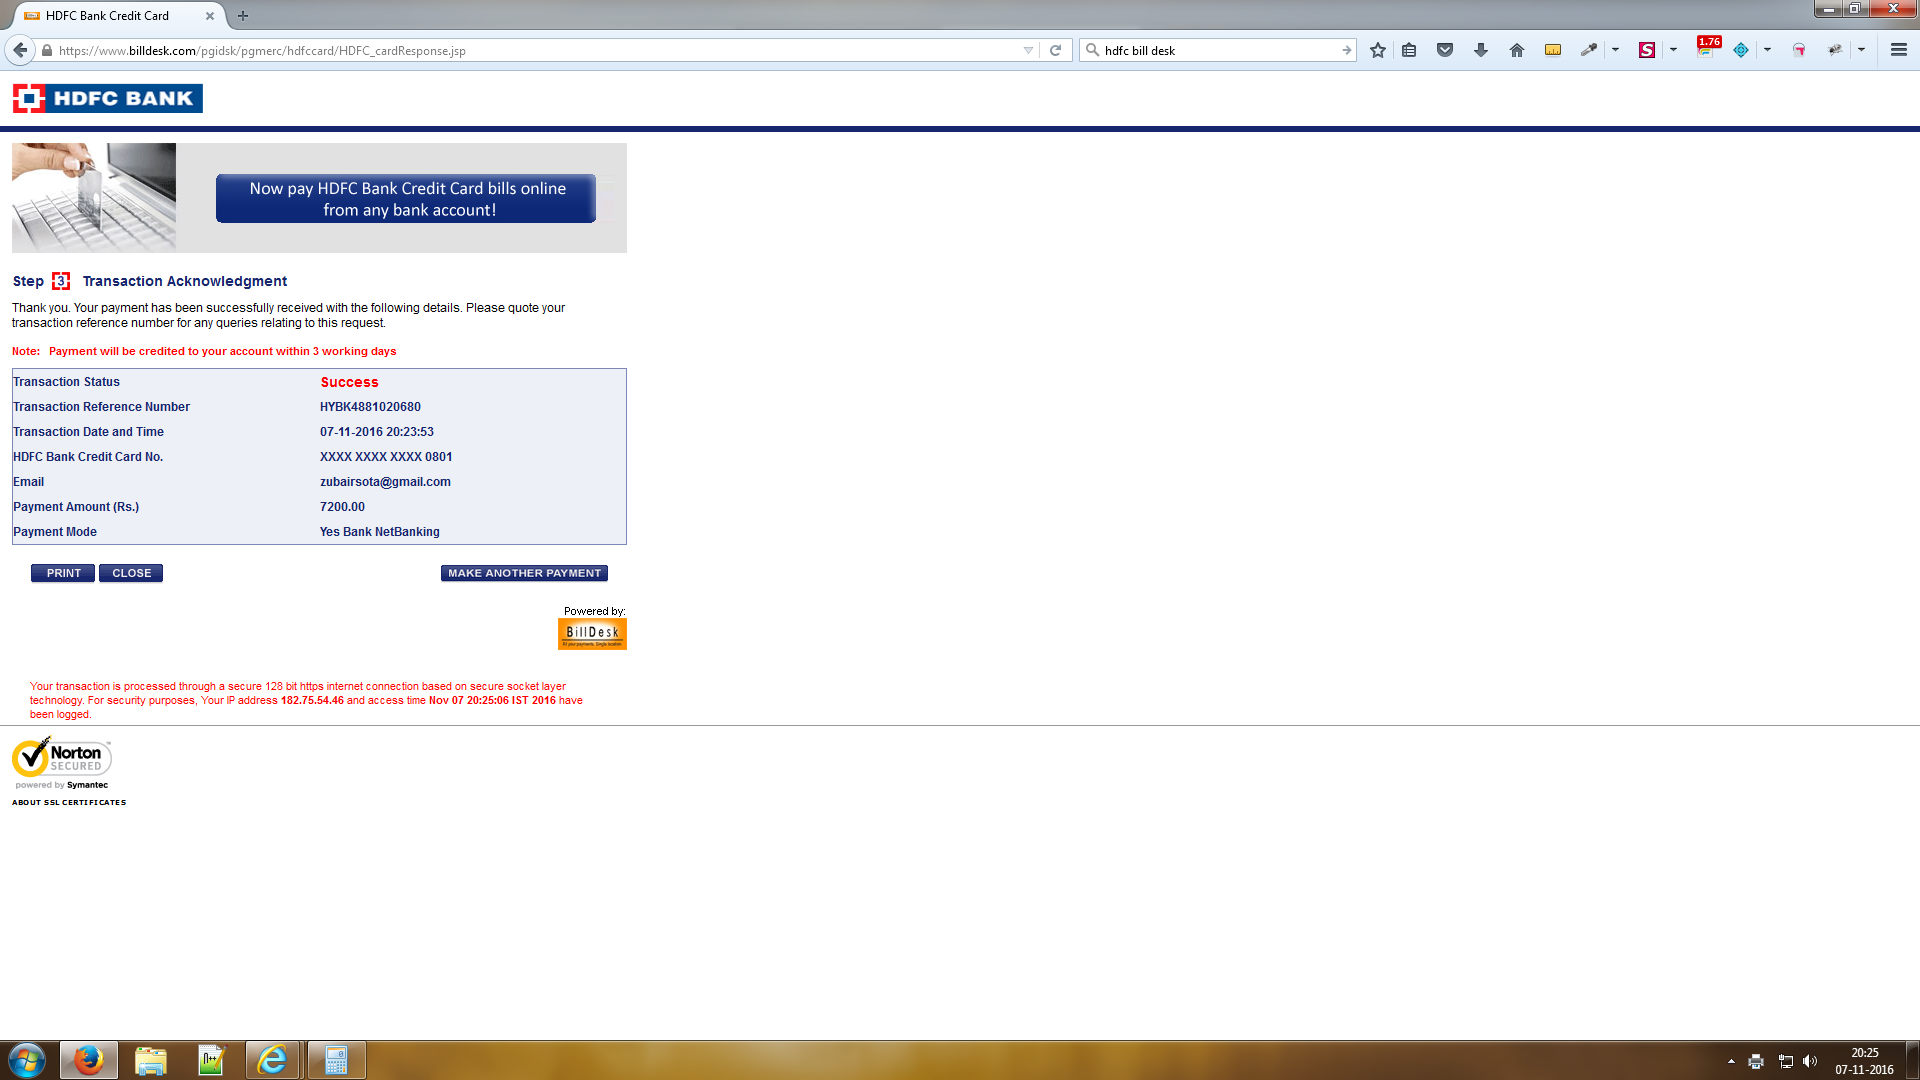 HDFC Bank Credit Card
https://www.billdesk.com/pgidsk/pgmerc/hdfccard/HDFC_cardResponse.jsp
hdfc bill desk
S
1.76
HDFC BANK
Now pay HDFC Bank Credit Card bills online
from any bank account!
Step 3 Transaction Acknowledgment
Thank you. Your payment has been successfully received with the following details. Please quote your
transaction reference number for any queries relating to this request.
Note: Payment will be credited to your account within 3 working days
Transaction Status Success
Transaction Reference Number HYBK4881020680
Transaction Date and Time 07-11-2016 20:23:53
HDFC Bank Credit Card No. XXXX XXXX XXXX 0801
Email zubairsota@gmail.com
Payment Amount (Rs.) 7200.00
Payment Mode Yes Bank NetBanking
PRINT CLOSE MAKE ANOTHER PAYMENT
Powered by:
BillDesk
All your payments. Single location.
Your transaction is processed through a secure 128 bit https internet connection based on secure socket layer
technology. For security purposes, Your IP address 182.75.54.46 and access time Nov 07 20:25:06 IST 2016 have
been logged.
Norton
SECURED
powered by Symantec
ABOUT SSL CERTIFICATES
20:25
07-11-2016